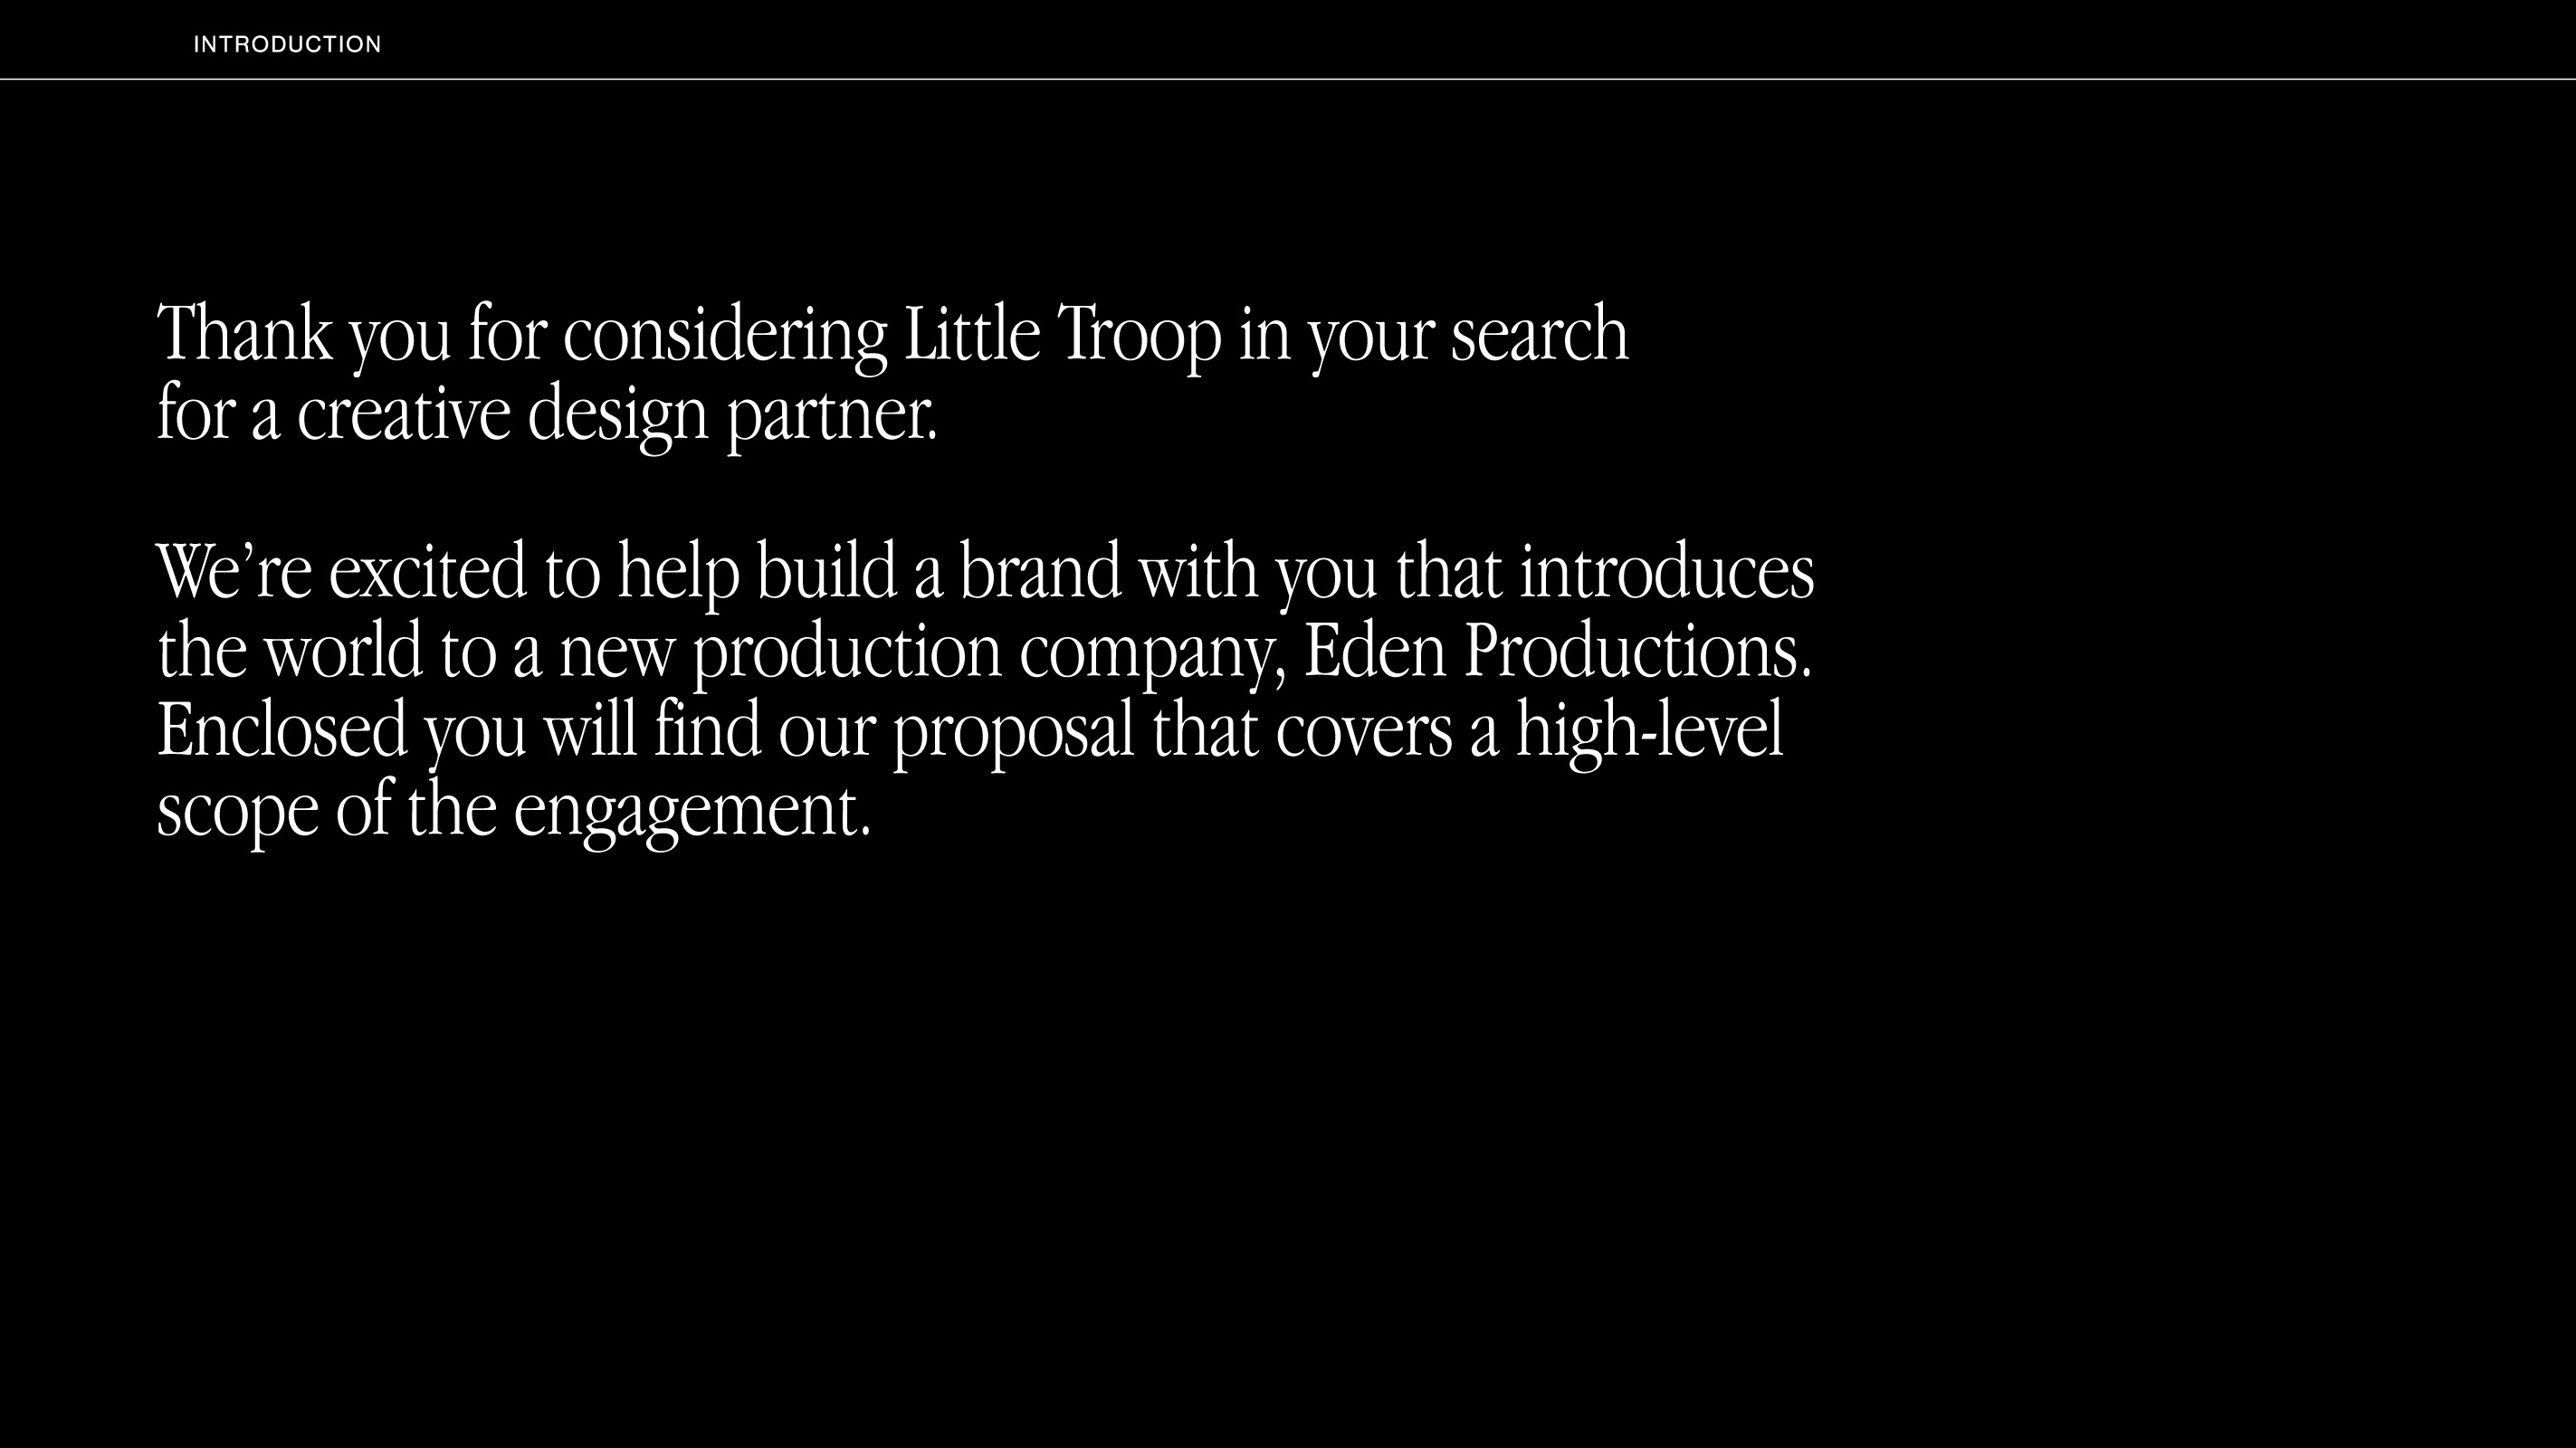 INTRODUCTION
Thank you for considering Little Troop in your search
for a creative design partner.
We’re excited to help build a brand with you that introduces
the world to a new production company, Eden Productions.
Enclosed you will find our proposal that covers a high-level
scope of the engagement.